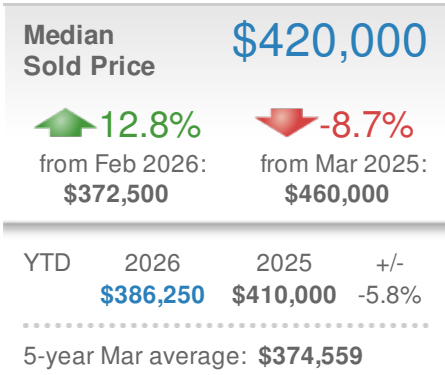 Median $420,000
Sold Price
12.8% -8.7%
from Feb 2026: from Mar 2025:
$372,500 $460,000
YTD 2026 2025 +/-
$386,250 $410,000 -5.8%
5-year Mar average: $374,559